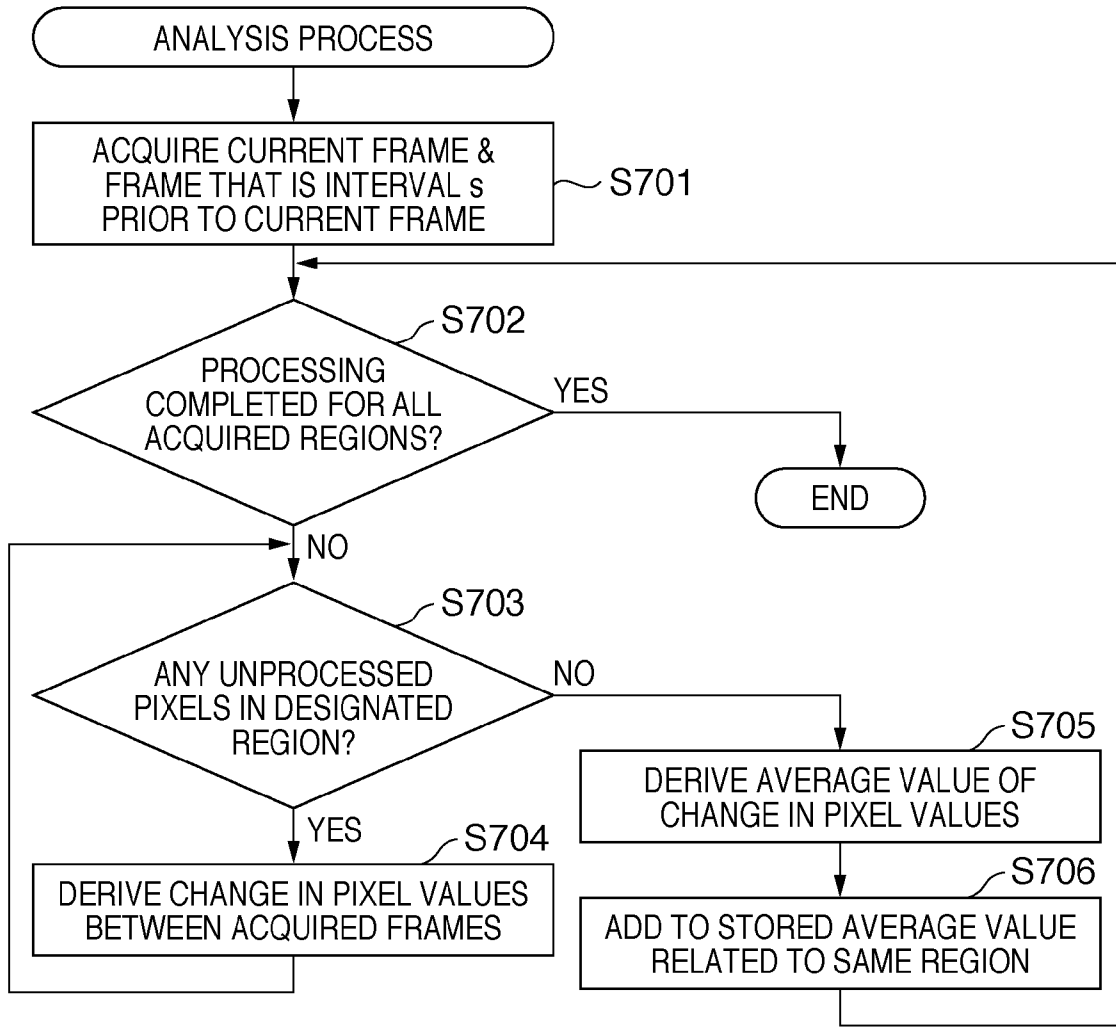 ANALYSIS PROCESS
ACQUIRE CURRENT FRAME &
FRAME THAT IS INTERVAL s
PRIOR TO CURRENT FRAME
S701
S702
PROCESSING
COMPLETED FOR ALL
ACQUIRED REGIONS?
YES
END
NO
S703
ANY UNPROCESSED
PIXELS IN DESIGNATED
REGION?
NO
YES
S704
DERIVE CHANGE IN PIXEL VALUES
BETWEEN ACQUIRED FRAMES
S705
DERIVE AVERAGE VALUE OF
CHANGE IN PIXEL VALUES
S706
ADD TO STORED AVERAGE VALUE
RELATED TO SAME REGION